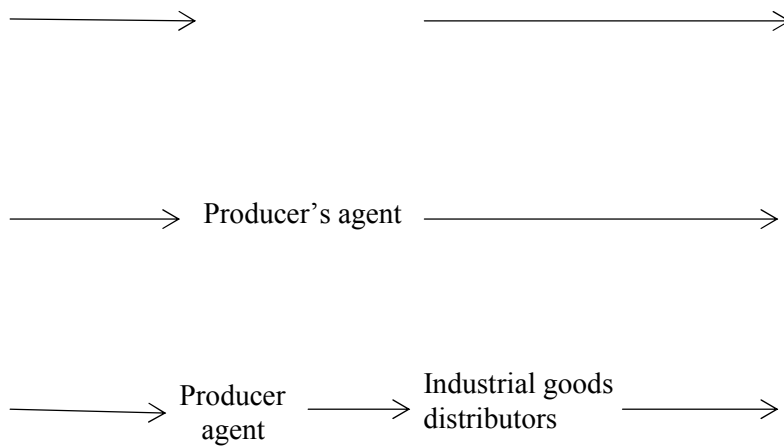 Producer’s agent
Producer
agent
Industrial goods
distributors